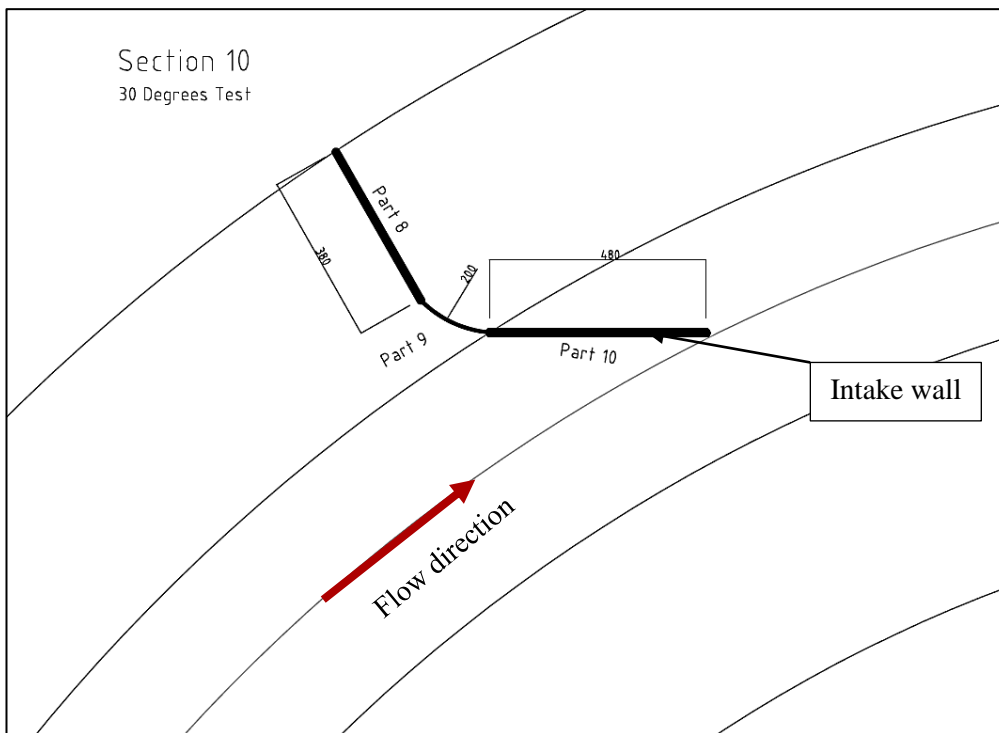 Section 10
30 Degrees Test
Part 8
380
200
480
Part 9
Part 10
Intake wall
Flow direction